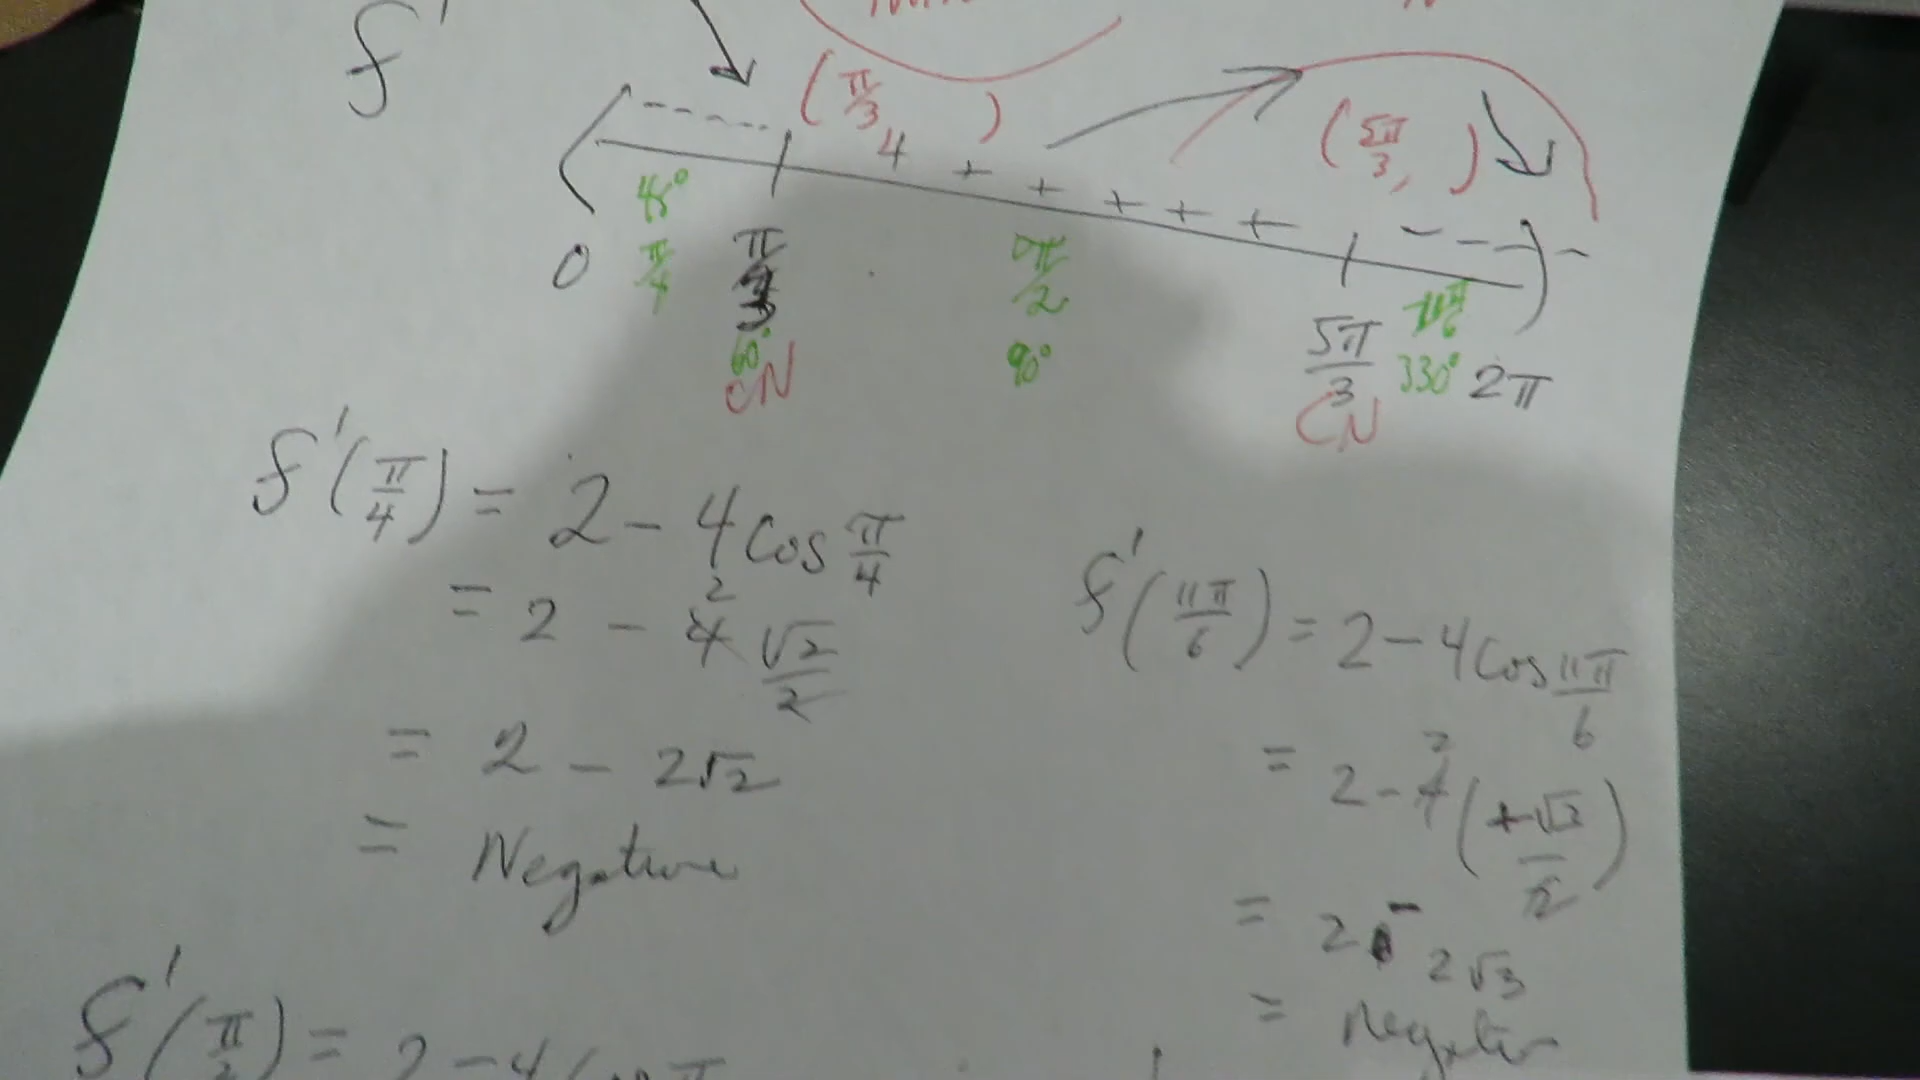 f'
( π/3, )
( 5π/3, )
- - - - + + + + + + - - - -
45° π/4
0 π/3 π/2 5π/3 11π/6 2π
60° 90° 330°
CN CN
f'(π/4) = 2 - 4 cos π/4
= 2 - 4 √2/2
= 2 - 2√2
= Negative
f'(11π/6) = 2 - 4 cos 11π/6
= 2 - 4 (+√3/2)
= 2 - 2√3
= Negative
f'(π/2) = 2 - 4 cos π